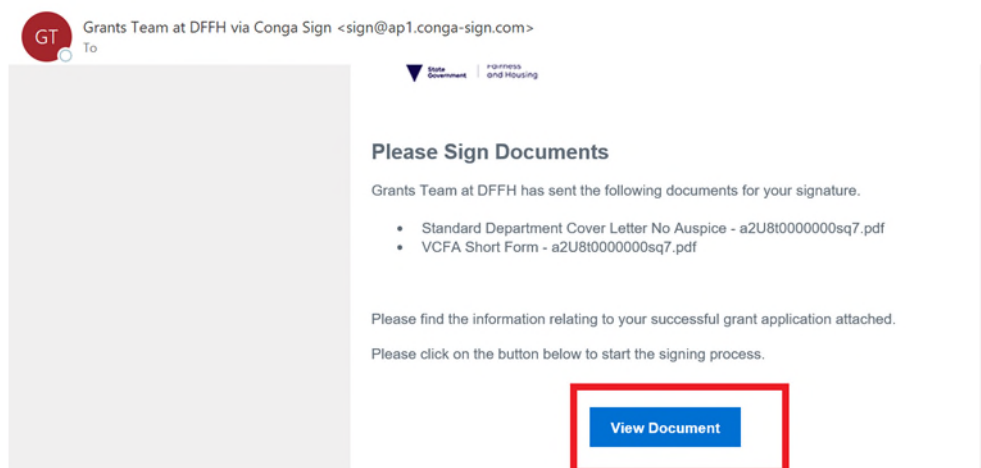 GT
Grants Team at DFFH via Conga Sign <sign@ap1.conga-sign.com>
To
State Fairness
Government and Housing
Please Sign Documents
Grants Team at DFFH has sent the following documents for your signature.
• Standard Department Cover Letter No Auspice - a2U8t0000000sq7.pdf
• VCFA Short Form - a2U8t0000000sq7.pdf
Please find the information relating to your successful grant application attached.
Please click on the button below to start the signing process.
View Document